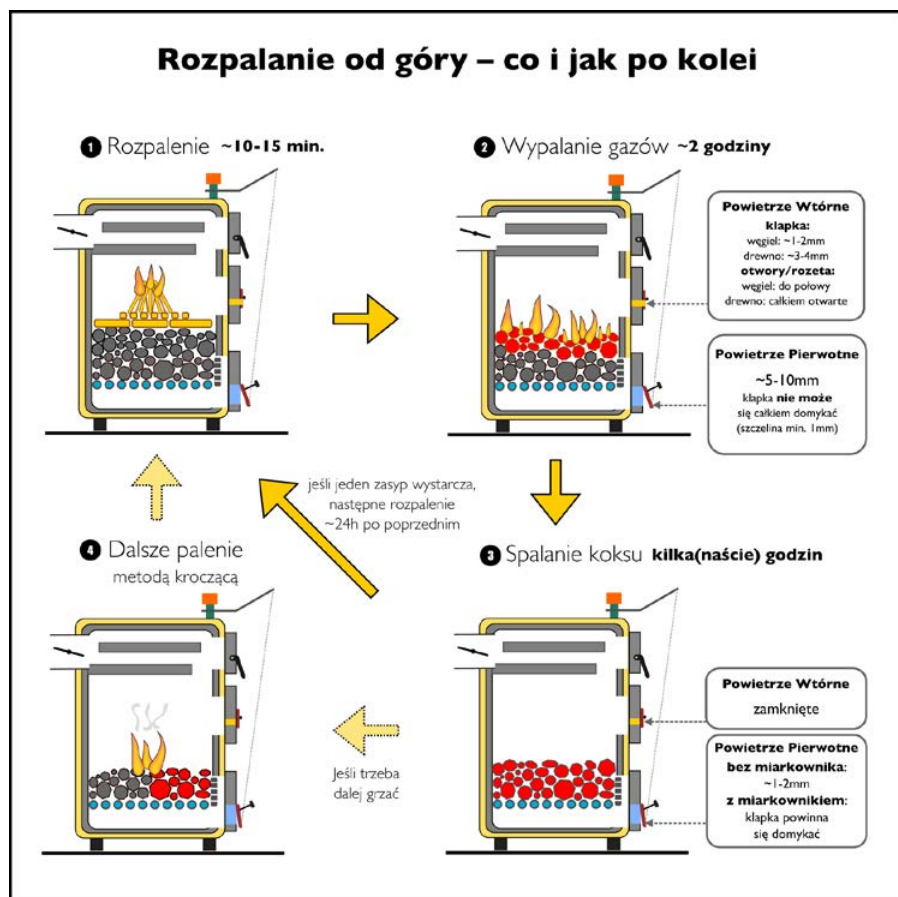 Rozpalanie od góry – co i jak po kolei
1 Rozpalenie ~10-15 min.
2 Wypalanie gazów ~2 godziny
Powietrze Wtórne
klapka:
węgiel: ~1-2mm
drewno: ~3-4mm
otwory/rozeta:
węgiel: do połowy
drewno: całkiem otwarte
Powietrze Pierwotne
~5-10mm
klapka nie może
się całkiem domykać
(szczelina min. 1mm)
jeśli jeden zasyp wystarcza,
następne rozpalenie
~24h po poprzednim
4 Dalsze palenie
metodą kroczącą
3 Spalanie koksu kilka(naście) godzin
Powietrze Wtórne
zamknięte
Jeśli trzeba
dalej grzać
Powietrze Pierwotne
bez miarkownika:
~1-2mm
z miarkownikiem:
klapka powinna
się domykać